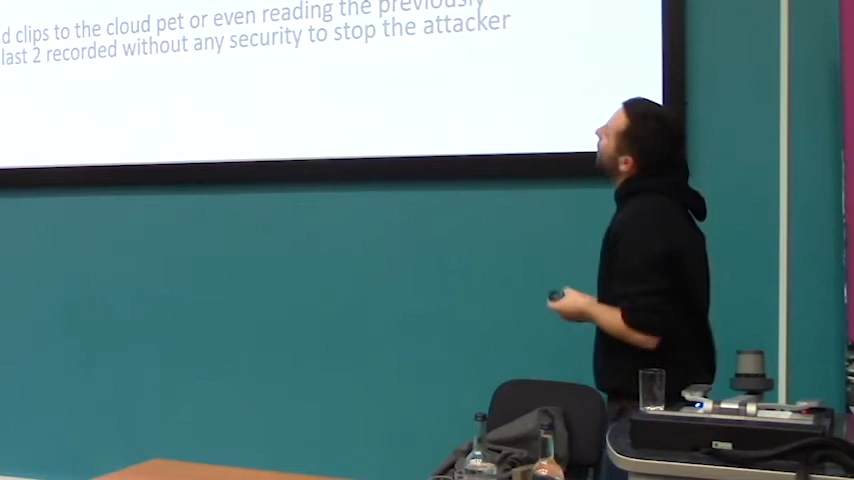 d clips to the cloud pet or even reading the previously
last 2 recorded without any security to stop the attacker